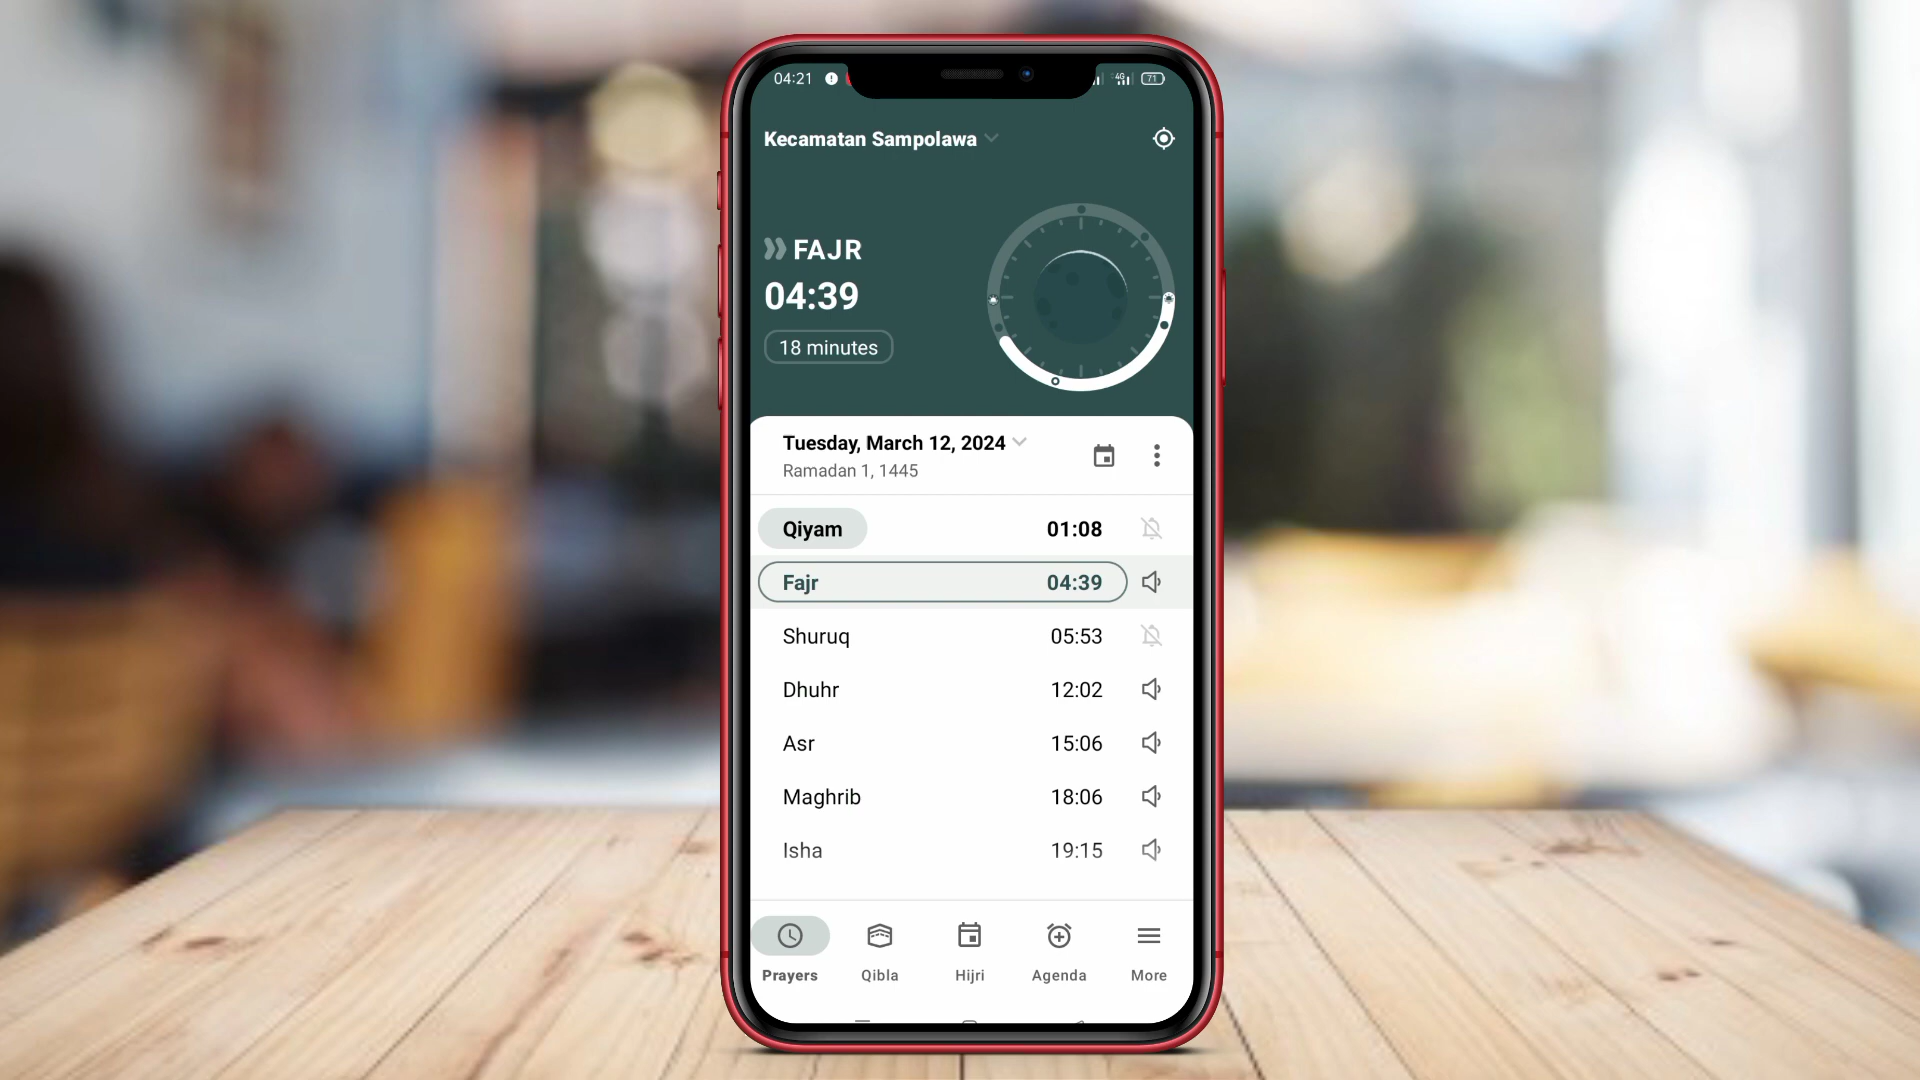 04:21 4G 71
Kecamatan Sampolawa
FAJR
04:39
18 minutes
Tuesday, March 12, 2024
Ramadan 1, 1445
Qiyam 01:08
Fajr 04:39
Shuruq 05:53
Dhuhr 12:02
Asr 15:06
Maghrib 18:06
Isha 19:15
Prayers Qibla Hijri Agenda More